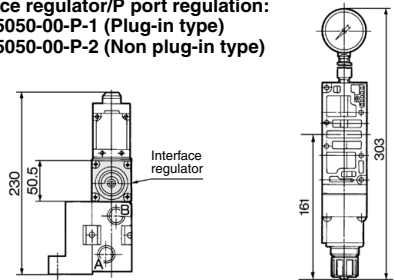 ce regulator/P port regulation:
5050-00-P-1 (Plug-in type)
5050-00-P-2 (Non plug-in type)
Interface
regulator
230
50.5
B
A
161
303